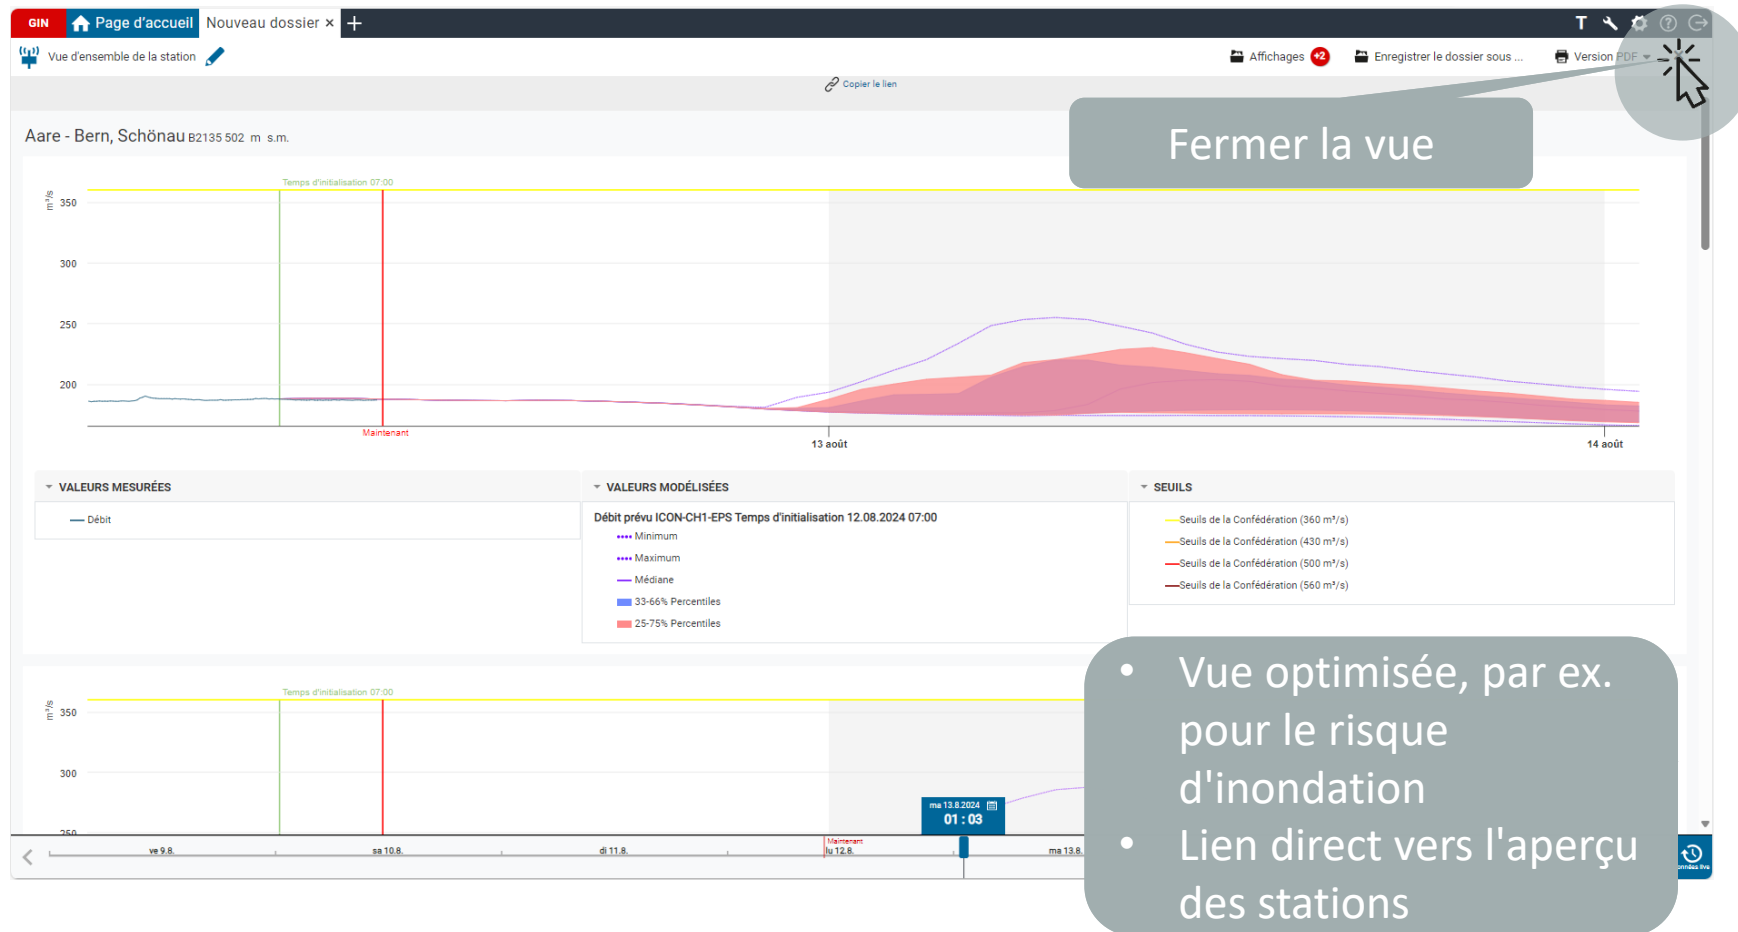 GIN
Page d'accueil
Nouveau dossier ×
+
T
Vue d'ensemble de la station
Affichages +2
Enregistrer le dossier sous ...
Version PDF
Copier le lien
Fermer la vue
Aare - Bern, Schönau B2135 502 m s.m.
Temps d'initialisation 07:00
m³/s
350
300
250
200
Maintenant
13 août
14 août
VALEURS MESURÉES
Débit
VALEURS MODÉLISÉES
Débit prévu ICON-CH1-EPS Temps d'initialisation 12.08.2024 07:00
Minimum
Maximum
Médiane
33-66% Percentiles
25-75% Percentiles
SEUILS
Seuils de la Confédération (360 m³/s)
Seuils de la Confédération (430 m³/s)
Seuils de la Confédération (500 m³/s)
Seuils de la Confédération (560 m³/s)
Temps d'initialisation 07:00
m³/s
350
300
250
ma 13.8.2024
01 : 03
Maintenant
ve 9.8.
sa 10.8.
di 11.8.
lu 12.8.
ma 13.8.
• Vue optimisée, par ex.
pour le risque
d'inondation
• Lien direct vers l'aperçu
des stations